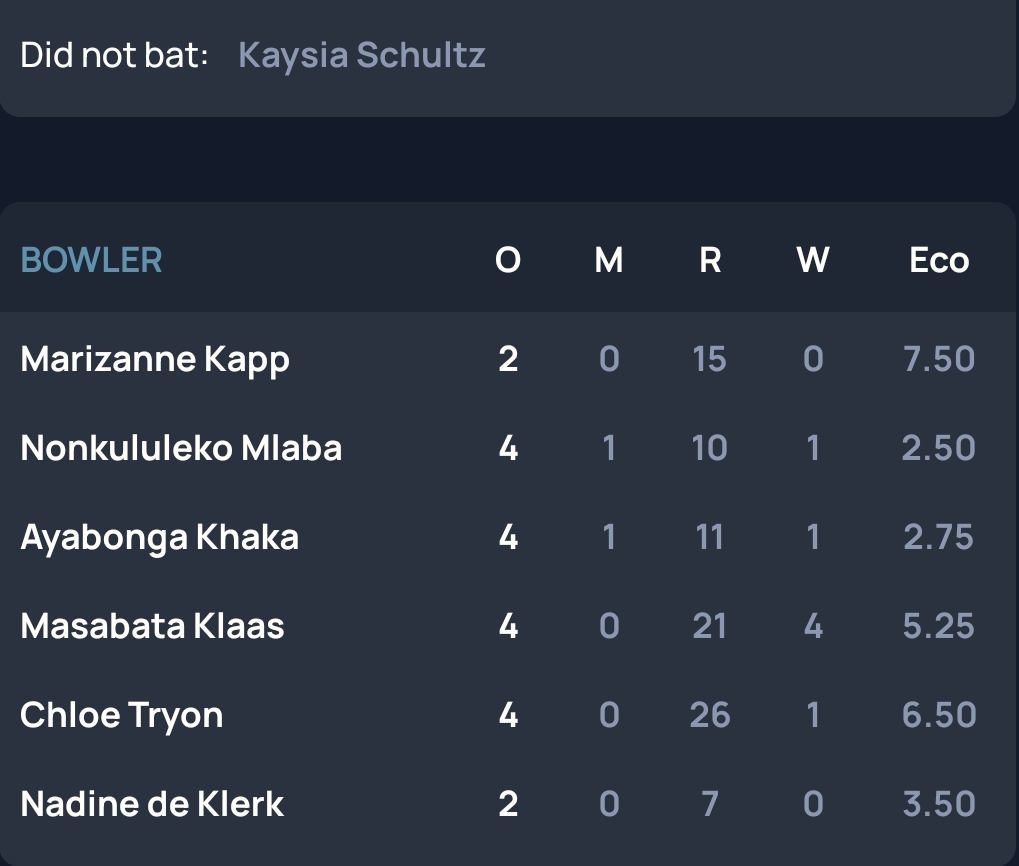 Did not bat: Kaysia Schultz
BOWLER O M R W Eco
Marizanne Kapp 2 0 15 0 7.50
Nonkululeko Mlaba 4 1 10 1 2.50
Ayabonga Khaka 4 1 11 1 2.75
Masabata Klaas 4 0 21 4 5.25
Chloe Tryon 4 0 26 1 6.50
Nadine de Klerk 2 0 7 0 3.50